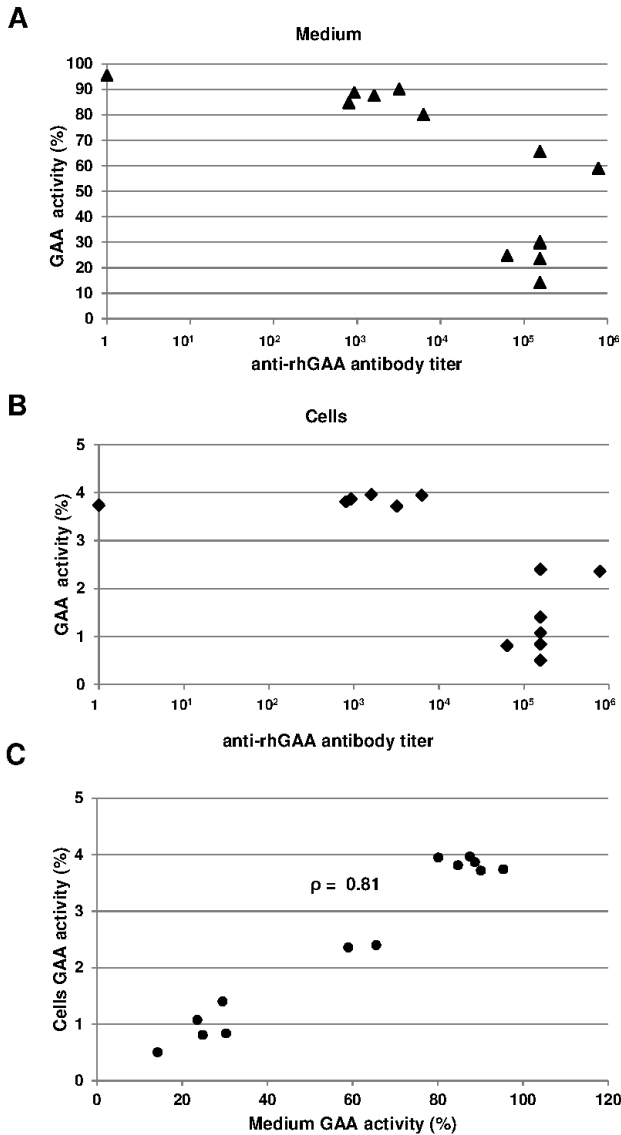 A
Medium
100
90
80
70
60
50
40
30
20
10
0
GAA activity (%)
1 10¹ 10² 10³ 10⁴ 10⁵ 10⁶
anti-rhGAA antibody titer
B
Cells
5
4
3
2
1
0
GAA activity (%)
1 10¹ 10² 10³ 10⁴ 10⁵ 10⁶
anti-rhGAA antibody titer
C
5
4
3
2
1
0
Cells GAA activity (%)
ρ = 0.81
0 20 40 60 80 100 120
Medium GAA activity (%)